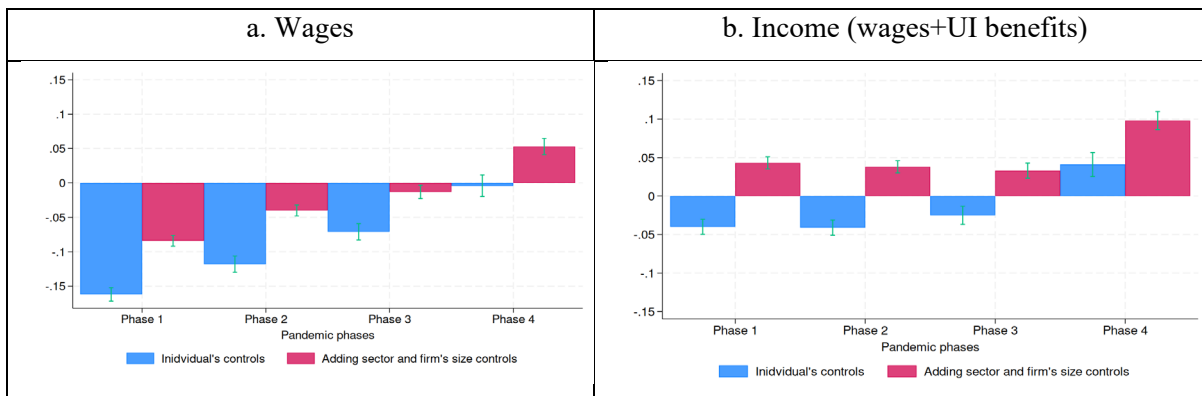 a. Wages
b. Income (wages+UI benefits)
.15
.1
.05
0
-.05
-.1
-.15
Phase 1
Phase 2
Phase 3
Phase 4
Pandemic phases
Inidvidual's controls
Adding sector and firm's size controls
.15
0.1
0.05
0
-.05
-.1
-.15
Phase 1
Phase 2
Phase 3
Phase 4
Pandemic phases
Inidvidual's controls
Adding sector and firm's size controls